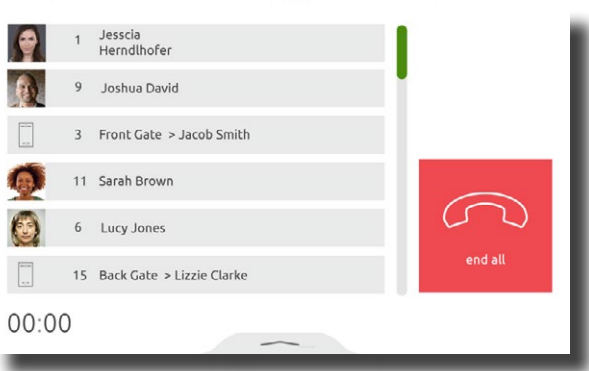 1 Jesscia
Herndlhofer
9 Joshua David
3 Front Gate > Jacob Smith
11 Sarah Brown
6 Lucy Jones
15 Back Gate > Lizzie Clarke
end all
00:00